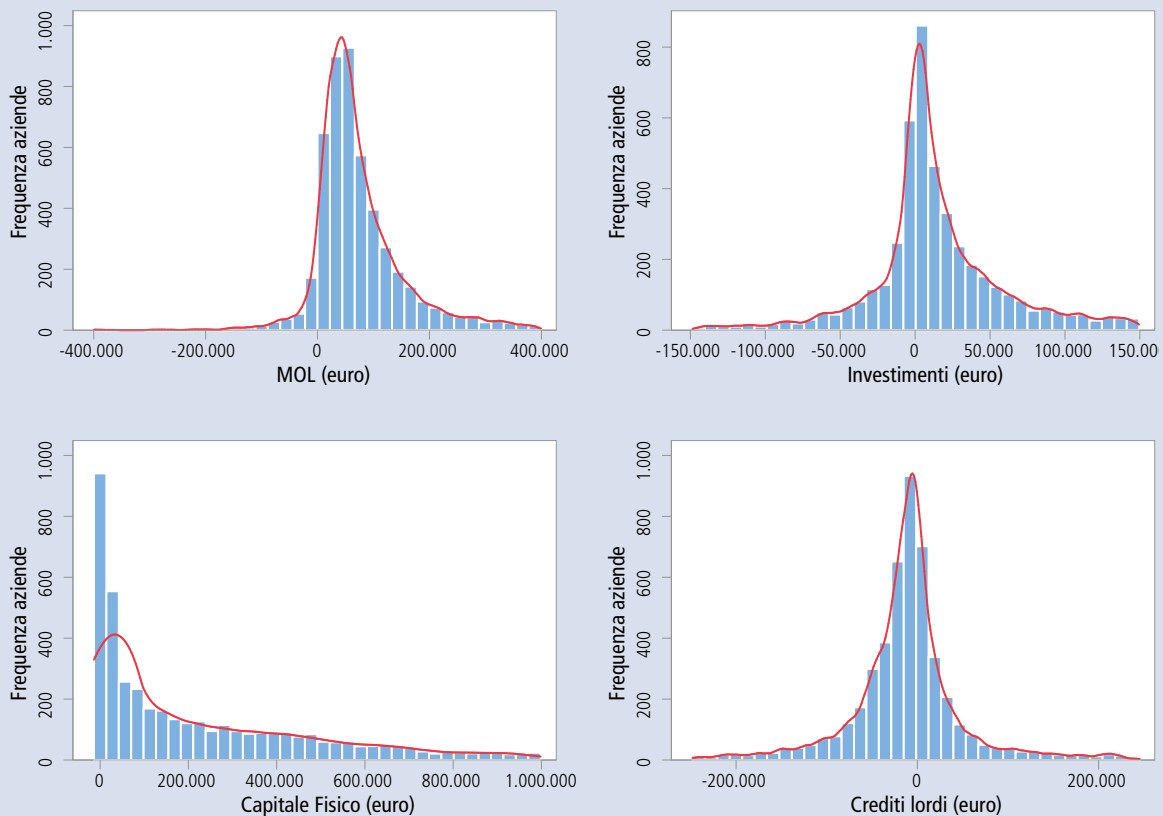 Frequenza aziende
1.000
800
600
400
200
0
-400.000 -200.000 0 200.000 400.000
MOL (euro)
Frequenza aziende
800
600
400
200
0
-150.000 -100.000 -50.000 0 50.000 100.000 150.00
Investimenti (euro)
Frequenza aziende
1.000
800
600
400
200
0
0 200.000 400.000 600.000 800.000 1.000.000
Capitale Fisico (euro)
Frequenza aziende
1.000
800
600
400
200
0
-200.000 0 200.000
Crediti lordi (euro)